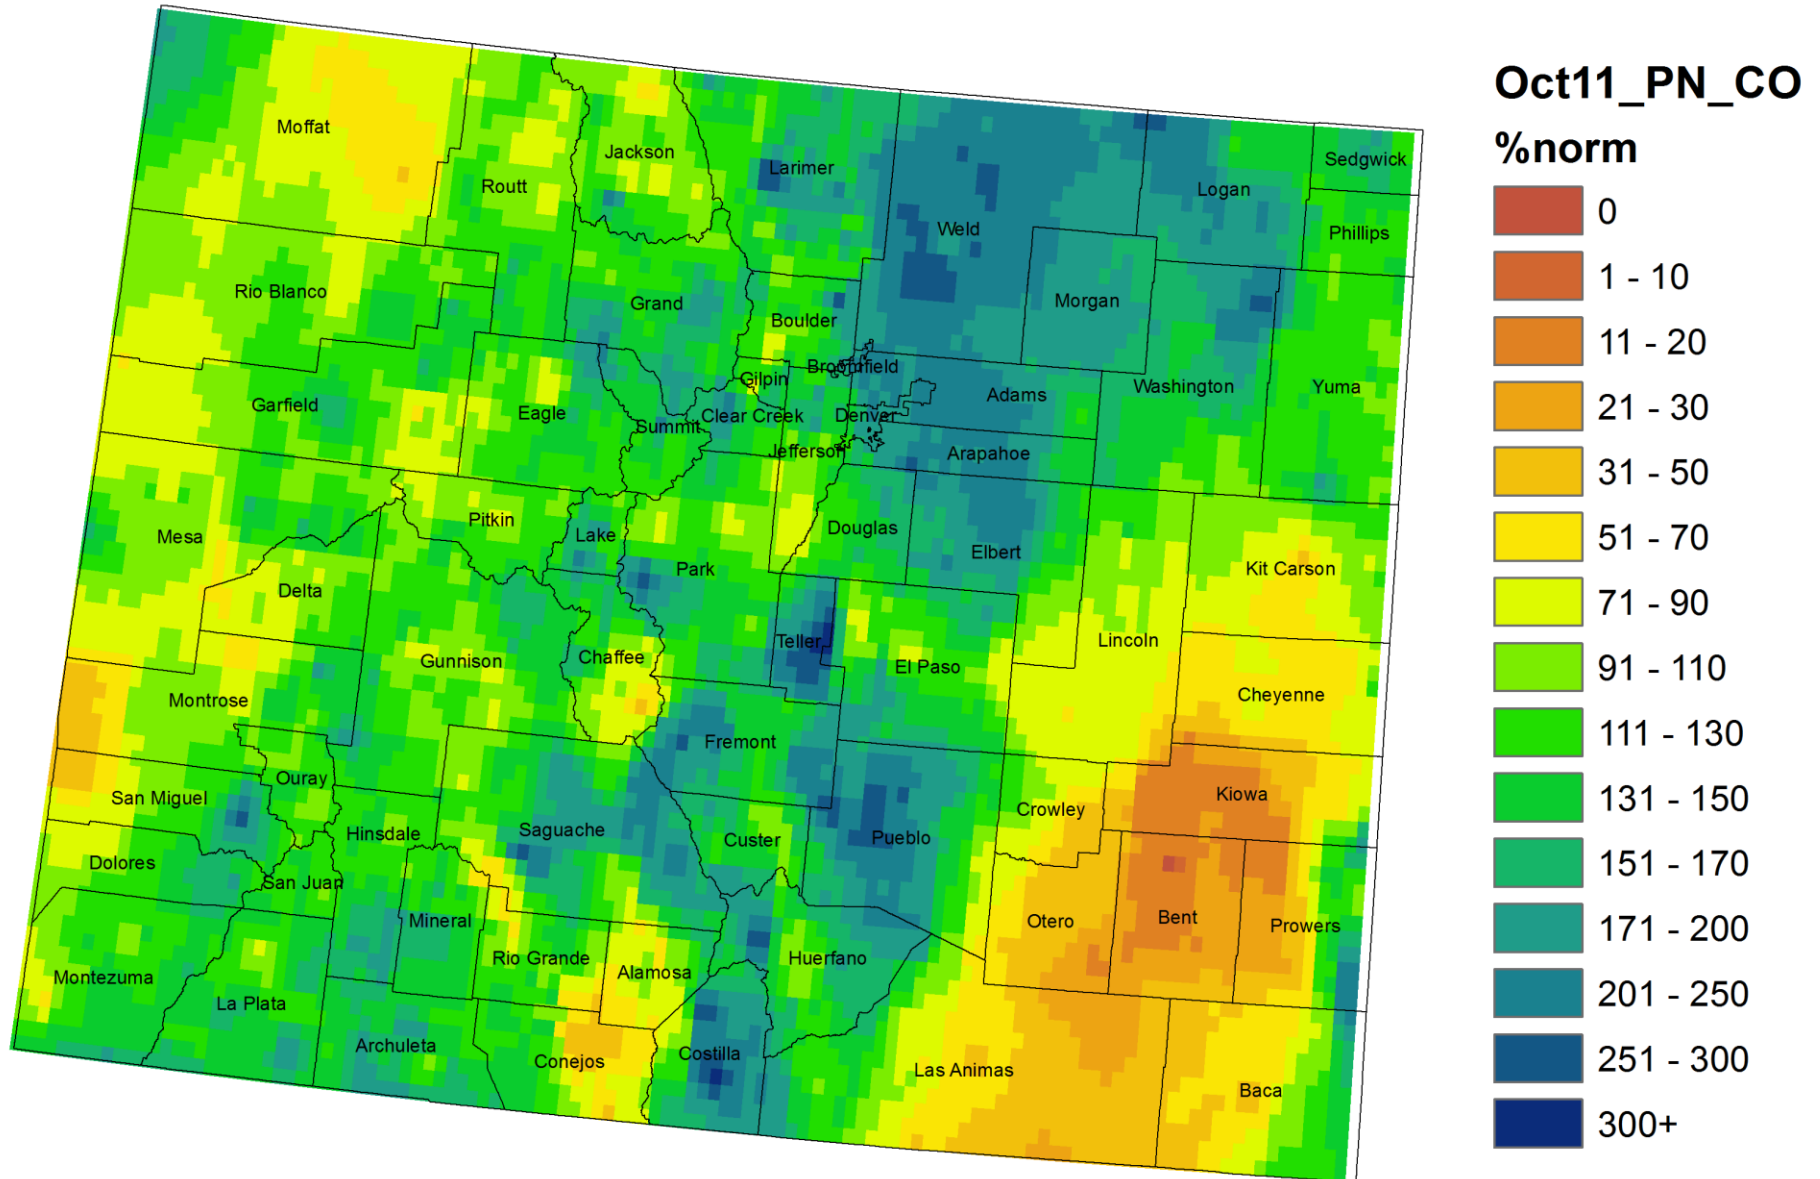 Oct11_PN_CO
%norm
0
1 - 10
11 - 20
21 - 30
31 - 50
51 - 70
71 - 90
91 - 110
111 - 130
131 - 150
151 - 170
171 - 200
201 - 250
251 - 300
300+
Moffat
Routt
Jackson
Larimer
Weld
Logan
Sedgwick
Phillips
Rio Blanco
Grand
Boulder
Morgan
Broomfield
Gilpin
Garfield
Eagle
Summit
Clear Creek
Denver
Adams
Washington
Yuma
Jefferson
Arapahoe
Mesa
Pitkin
Lake
Park
Douglas
Elbert
Kit Carson
Delta
Gunnison
Chaffee
Teller
El Paso
Lincoln
Cheyenne
Montrose
Fremont
Ouray
San Miguel
Hinsdale
Saguache
Custer
Pueblo
Crowley
Kiowa
Dolores
San Juan
Mineral
Otero
Bent
Prowers
Montezuma
La Plata
Rio Grande
Alamosa
Huerfano
Archuleta
Conejos
Costilla
Las Animas
Baca